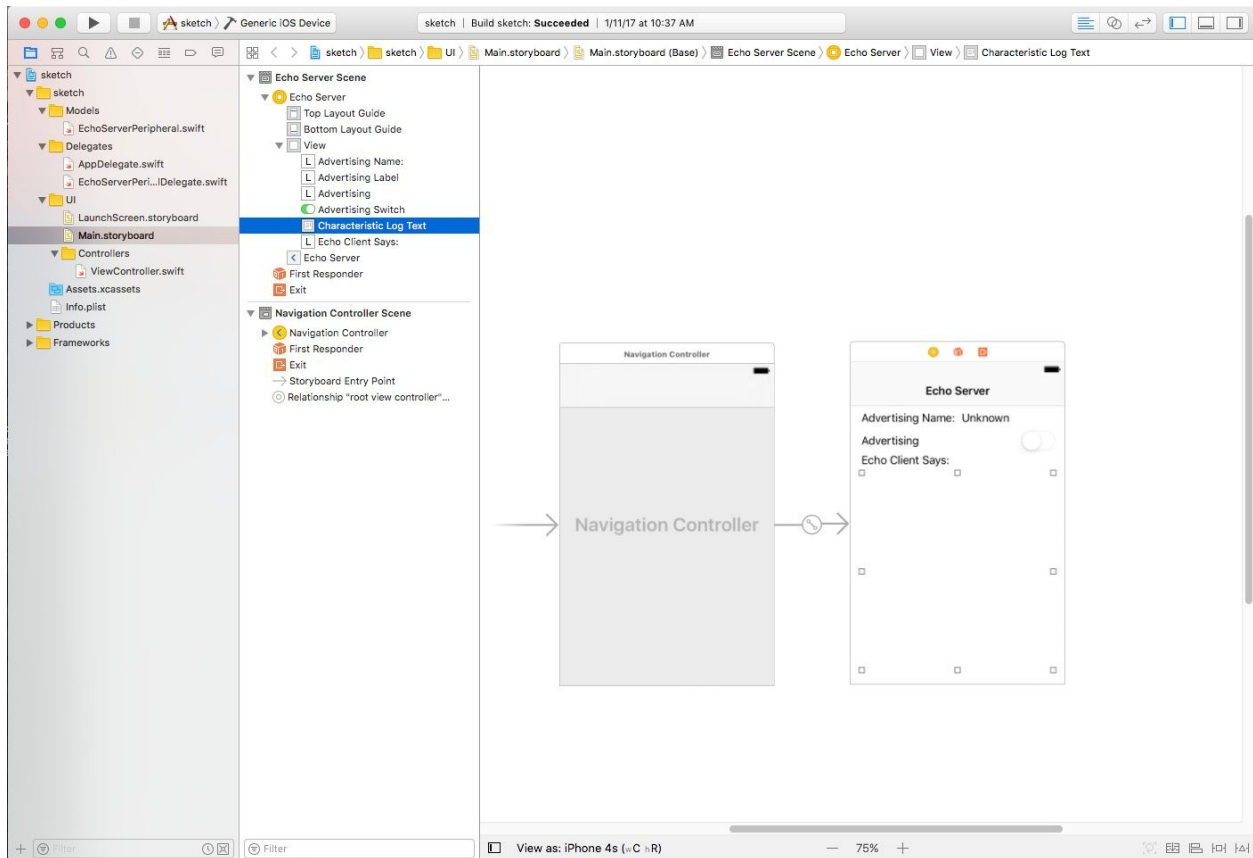 sketch Generic iOS Device
sketch | Build sketch: Succeeded | 1/11/17 at 10:37 AM
sketch sketch UI Main.storyboard Main.storyboard (Base) Echo Server Scene Echo Server View Characteristic Log Text
sketch
sketch
Models
EchoServerPeripheral.swift
Delegates
AppDelegate.swift
EchoServerPeri...lDelegate.swift
UI
LaunchScreen.storyboard
Main.storyboard
Controllers
ViewController.swift
Assets.xcassets
Info.plist
Products
Frameworks
Filter
Echo Server Scene
Echo Server
Top Layout Guide
Bottom Layout Guide
View
L Advertising Name:
L Advertising Label
L Advertising
Advertising Switch
Characteristic Log Text
L Echo Client Says:
Echo Server
First Responder
Exit
Navigation Controller Scene
Navigation Controller
First Responder
Exit
Storyboard Entry Point
Relationship "root view controller"...
Filter
Navigation Controller
Navigation Controller
Echo Server
Advertising Name: Unknown
Advertising
Echo Client Says:
View as: iPhone 4s (wC hR)
— 75% +